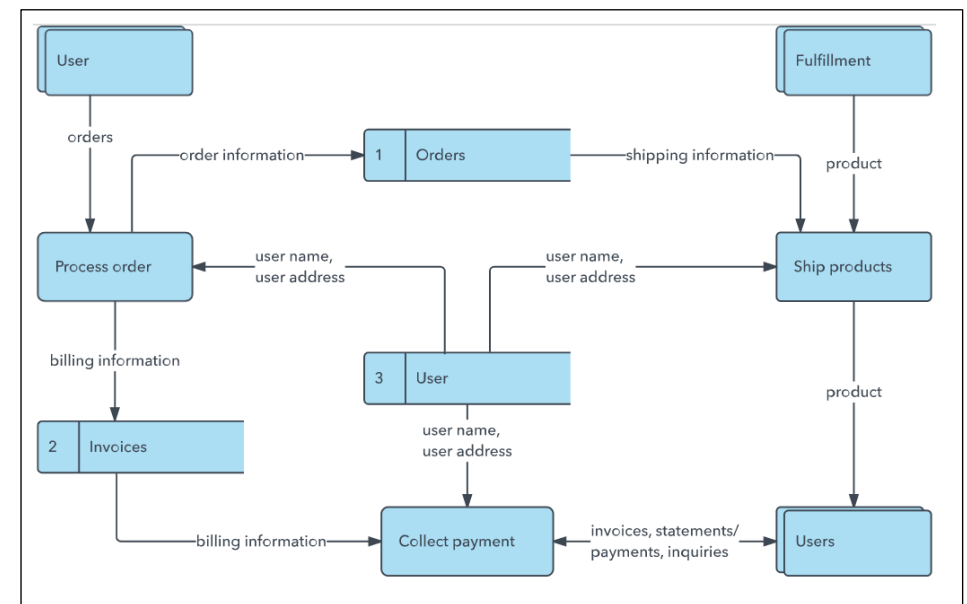 User
Fulfillment
orders
order information
1
Orders
shipping information
product
Process order
user name,
user address
user name,
user address
Ship products
billing information
3
User
product
2
Invoices
user name,
user address
billing information
Collect payment
invoices, statements/
payments, inquiries
Users